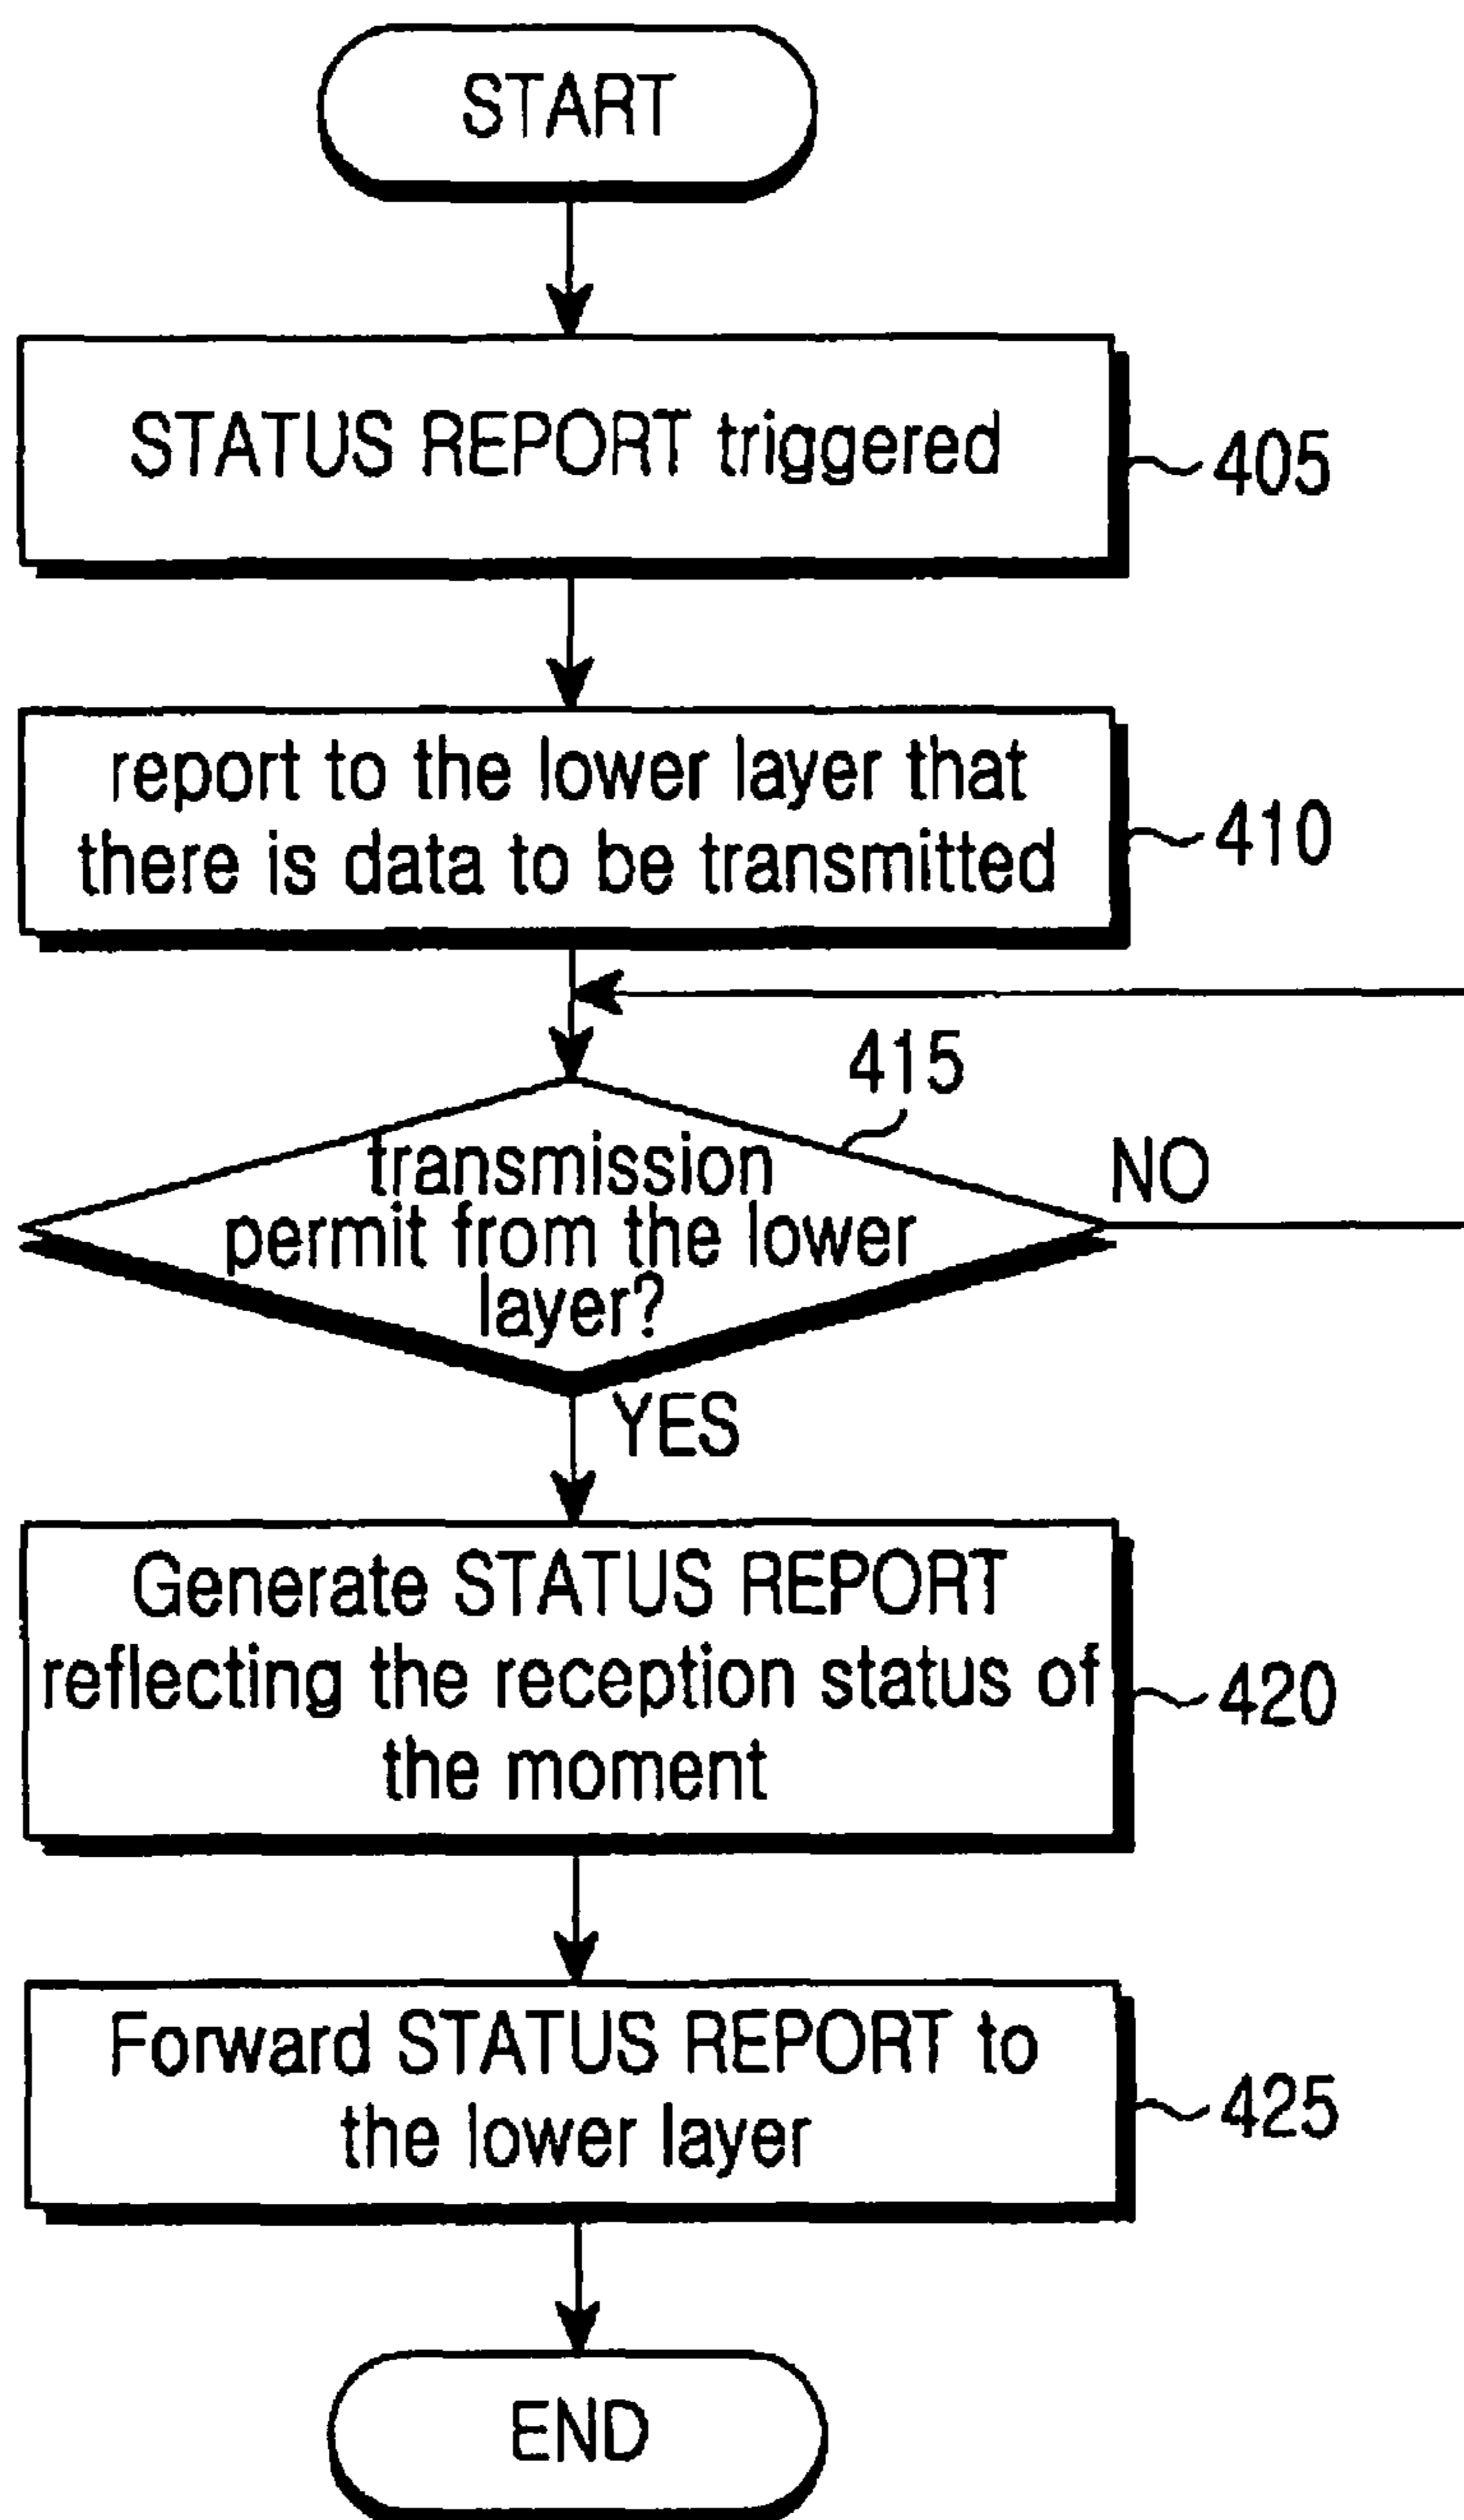 START
STATUS REPORT triggered
405
report to the lower layer that
there is data to be transmitted
410
415
transmission
permit from the lower
layer?
NO
YES
Generate STATUS REPORT
reflecting the reception status of
the moment
420
Forward STATUS REPORT to
the lower layer
425
END